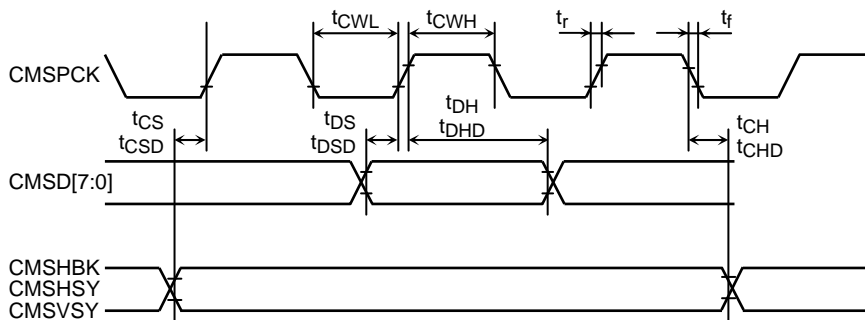 tCWL tCWH tr tf
CMSPCK
tCS tDS tDH tCH
tCSD tDSD tDHD tCHD
CMSD[7:0]
CMSHBK
CMSHSY
CMSVSY